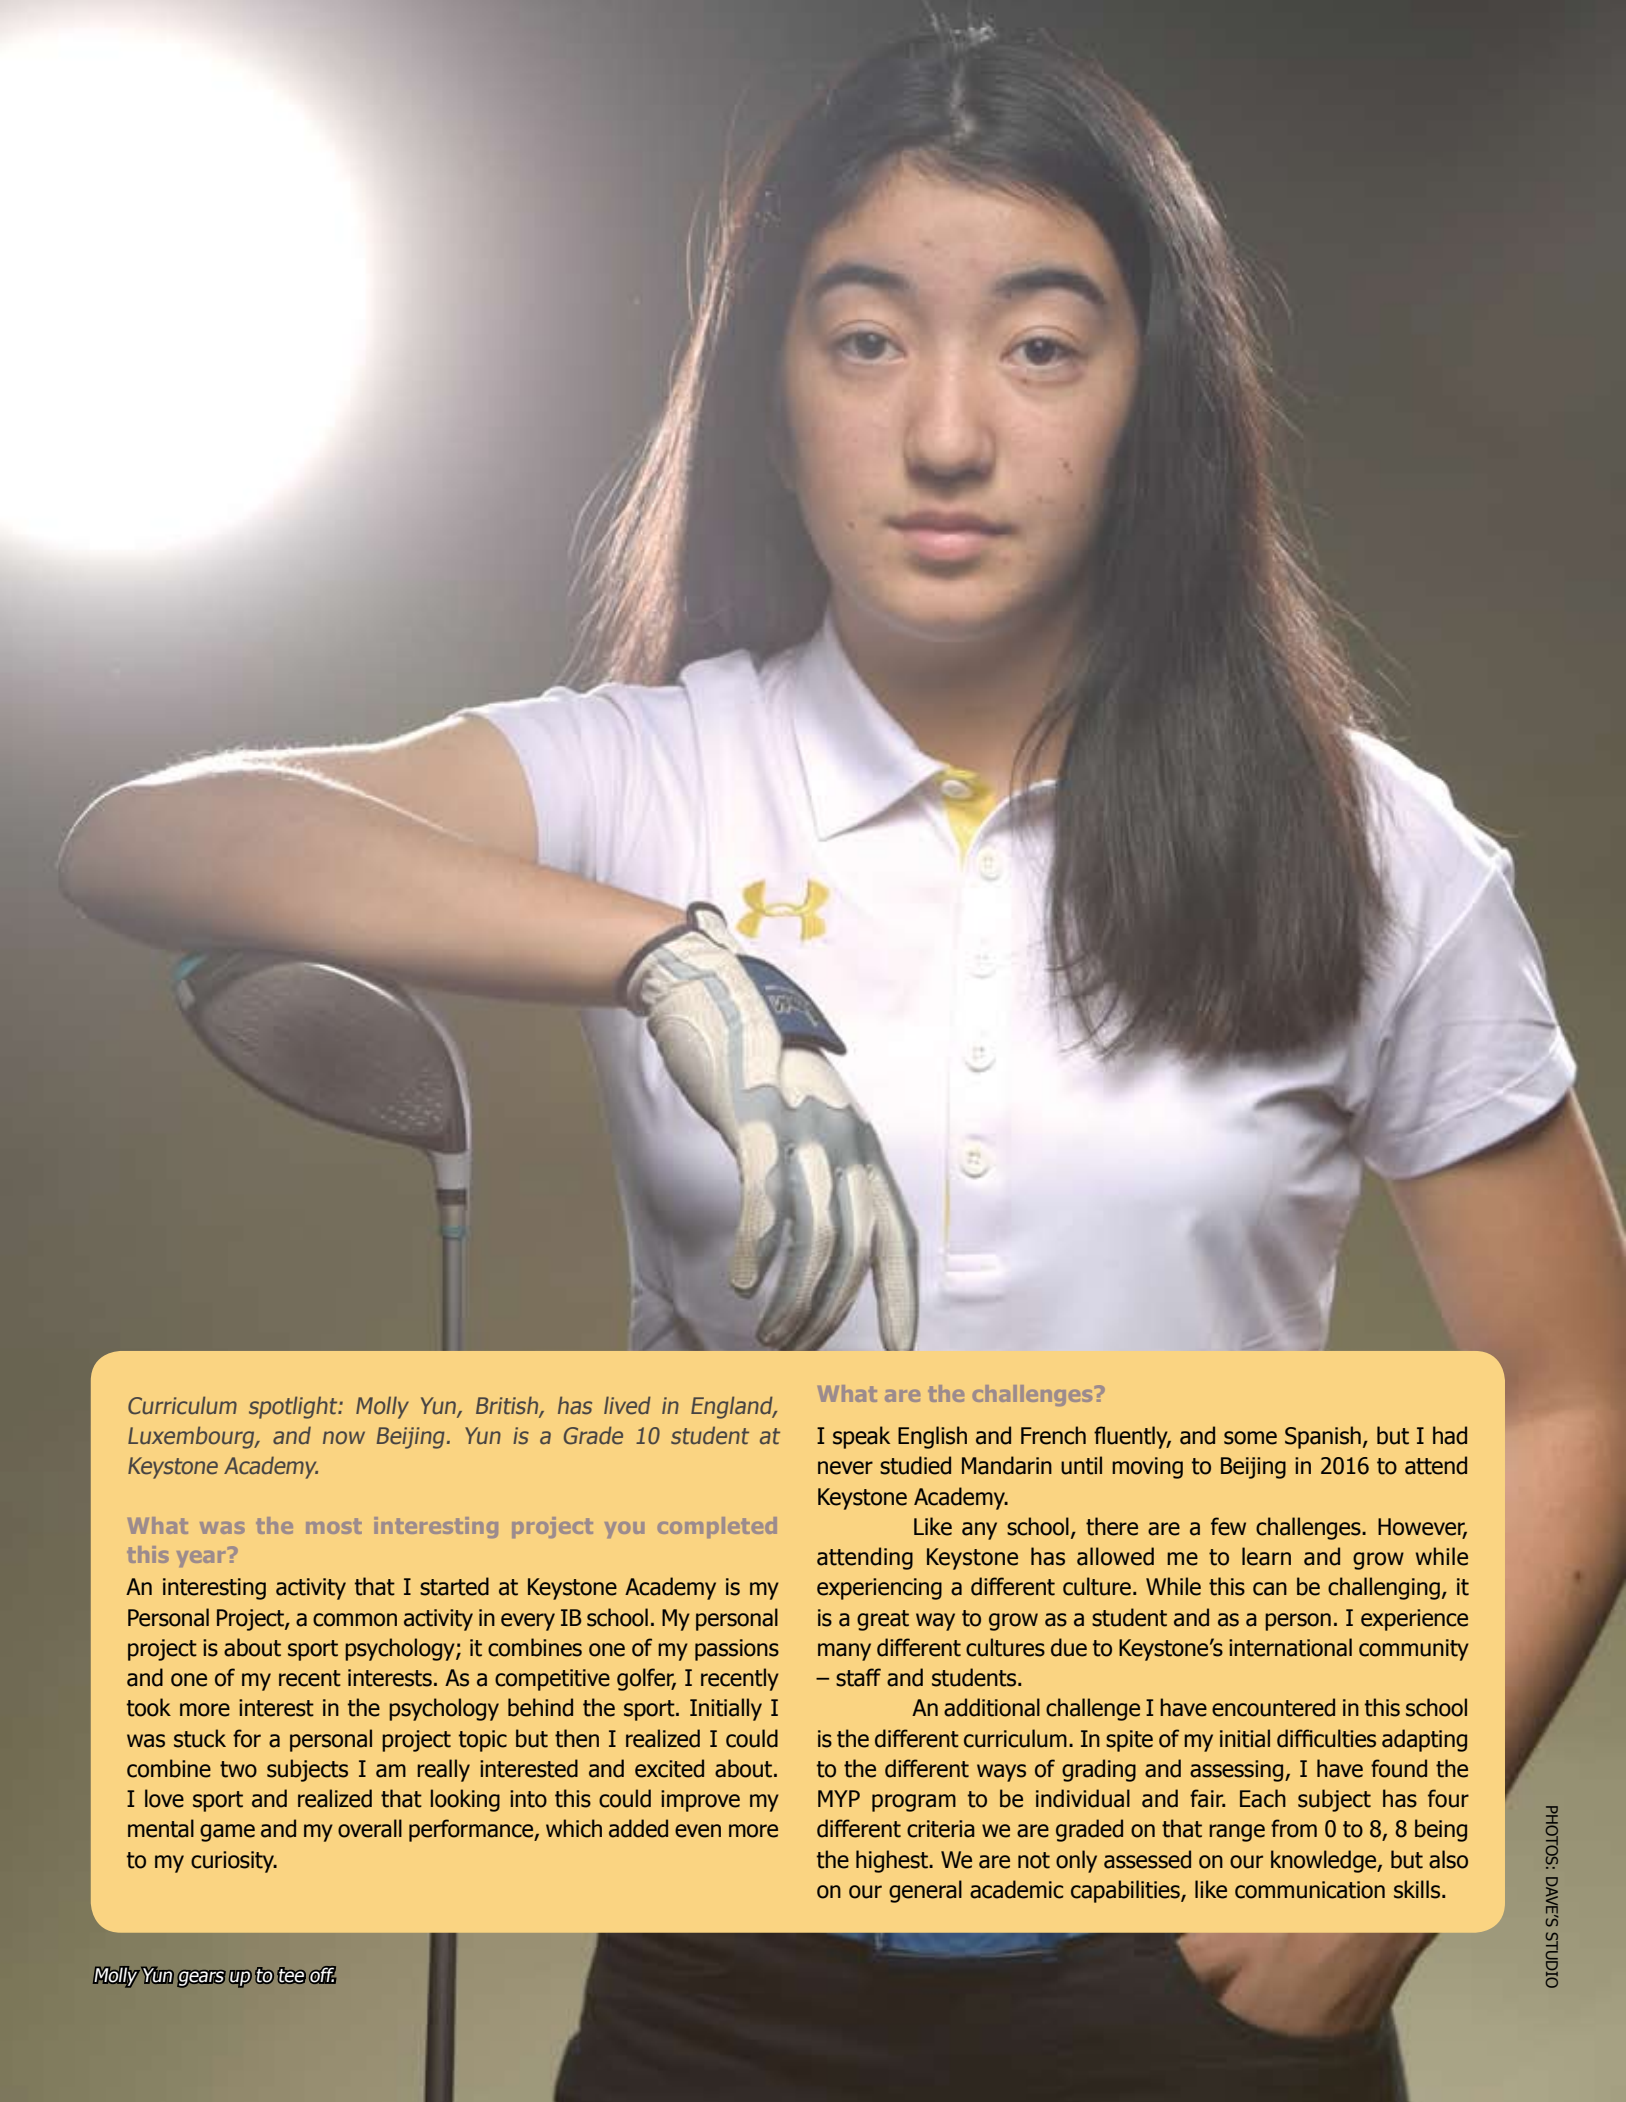 Curriculum spotlight: Molly Yun, British, has lived in England,
Luxembourg, and now Beijing. Yun is a Grade 10 student at
Keystone Academy.
What was the most interesting project you completed
this year?
An interesting activity that I started at Keystone Academy is my
Personal Project, a common activity in every IB school. My personal
project is about sport psychology; it combines one of my passions
and one of my recent interests. As a competitive golfer, I recently
took more interest in the psychology behind the sport. Initially I
was stuck for a personal project topic but then I realized I could
combine two subjects I am really interested and excited about.
I love sport and realized that looking into this could improve my
mental game and my overall performance, which added even more
to my curiosity.
What are the challenges?
I speak English and French fluently, and some Spanish, but I had
never studied Mandarin until moving to Beijing in 2016 to attend
Keystone Academy.
Like any school, there are a few challenges. However,
attending Keystone has allowed me to learn and grow while
experiencing a different culture. While this can be challenging, it
is a great way to grow as a student and as a person. I experience
many different cultures due to Keystone’s international community
– staff and students.
An additional challenge I have encountered in this school
is the different curriculum. In spite of my initial difficulties adapting
to the different ways of grading and assessing, I have found the
MYP program to be individual and fair. Each subject has four
different criteria we are graded on that range from 0 to 8, 8 being
the highest. We are not only assessed on our knowledge, but also
on our general academic capabilities, like communication skills.
PHOTOS: DAVE’S STUDIO
Molly Yun gears up to tee off.